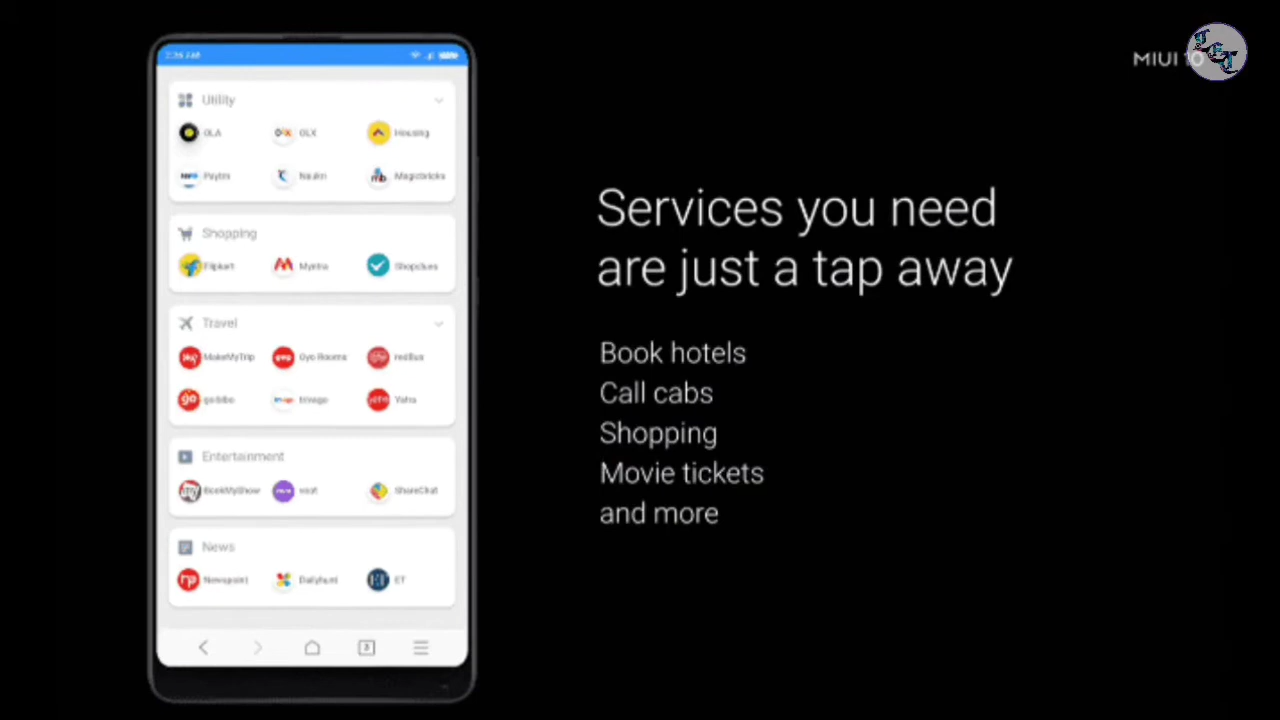 MIUI 10
Services you need
are just a tap away
Book hotels
Call cabs
Shopping
Movie tickets
and more
Utility
OLA
OLX
Housing
Paytm
Naukri
Magicbricks
Shopping
Flipkart
Myntra
Shopclues
Travel
MakeMyTrip
Oyo Rooms
redBus
goibibo
trivago
Yatra
Entertainment
BookMyShow
voot
ShareChat
News
Newspoint
Dailyhunt
ET
3